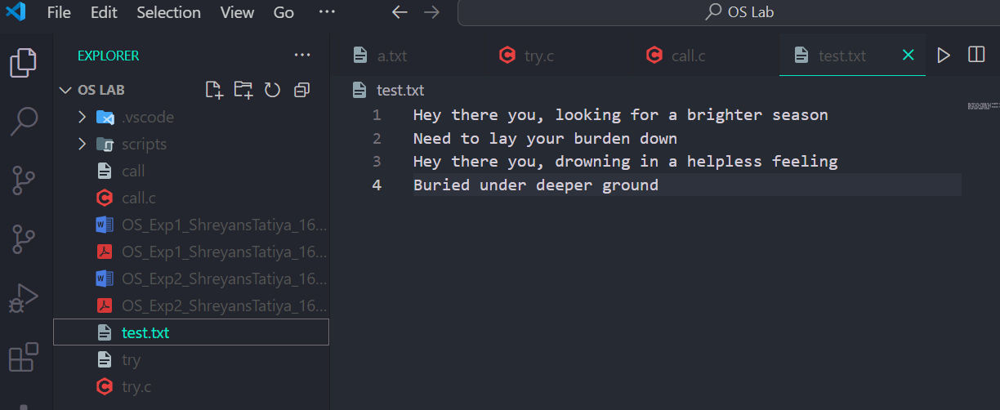 File Edit Selection View Go ··· OS Lab
EXPLORER ···
OS LAB
.vscode
scripts
call
call.c
OS_Exp1_ShreyansTatiya_16...
OS_Exp1_ShreyansTatiya_16...
OS_Exp2_ShreyansTatiya_16...
OS_Exp2_ShreyansTatiya_16...
test.txt
try
try.c
a.txt try.c call.c test.txt
test.txt
1 Hey there you, looking for a brighter season
2 Need to lay your burden down
3 Hey there you, drowning in a helpless feeling
4 Buried under deeper ground